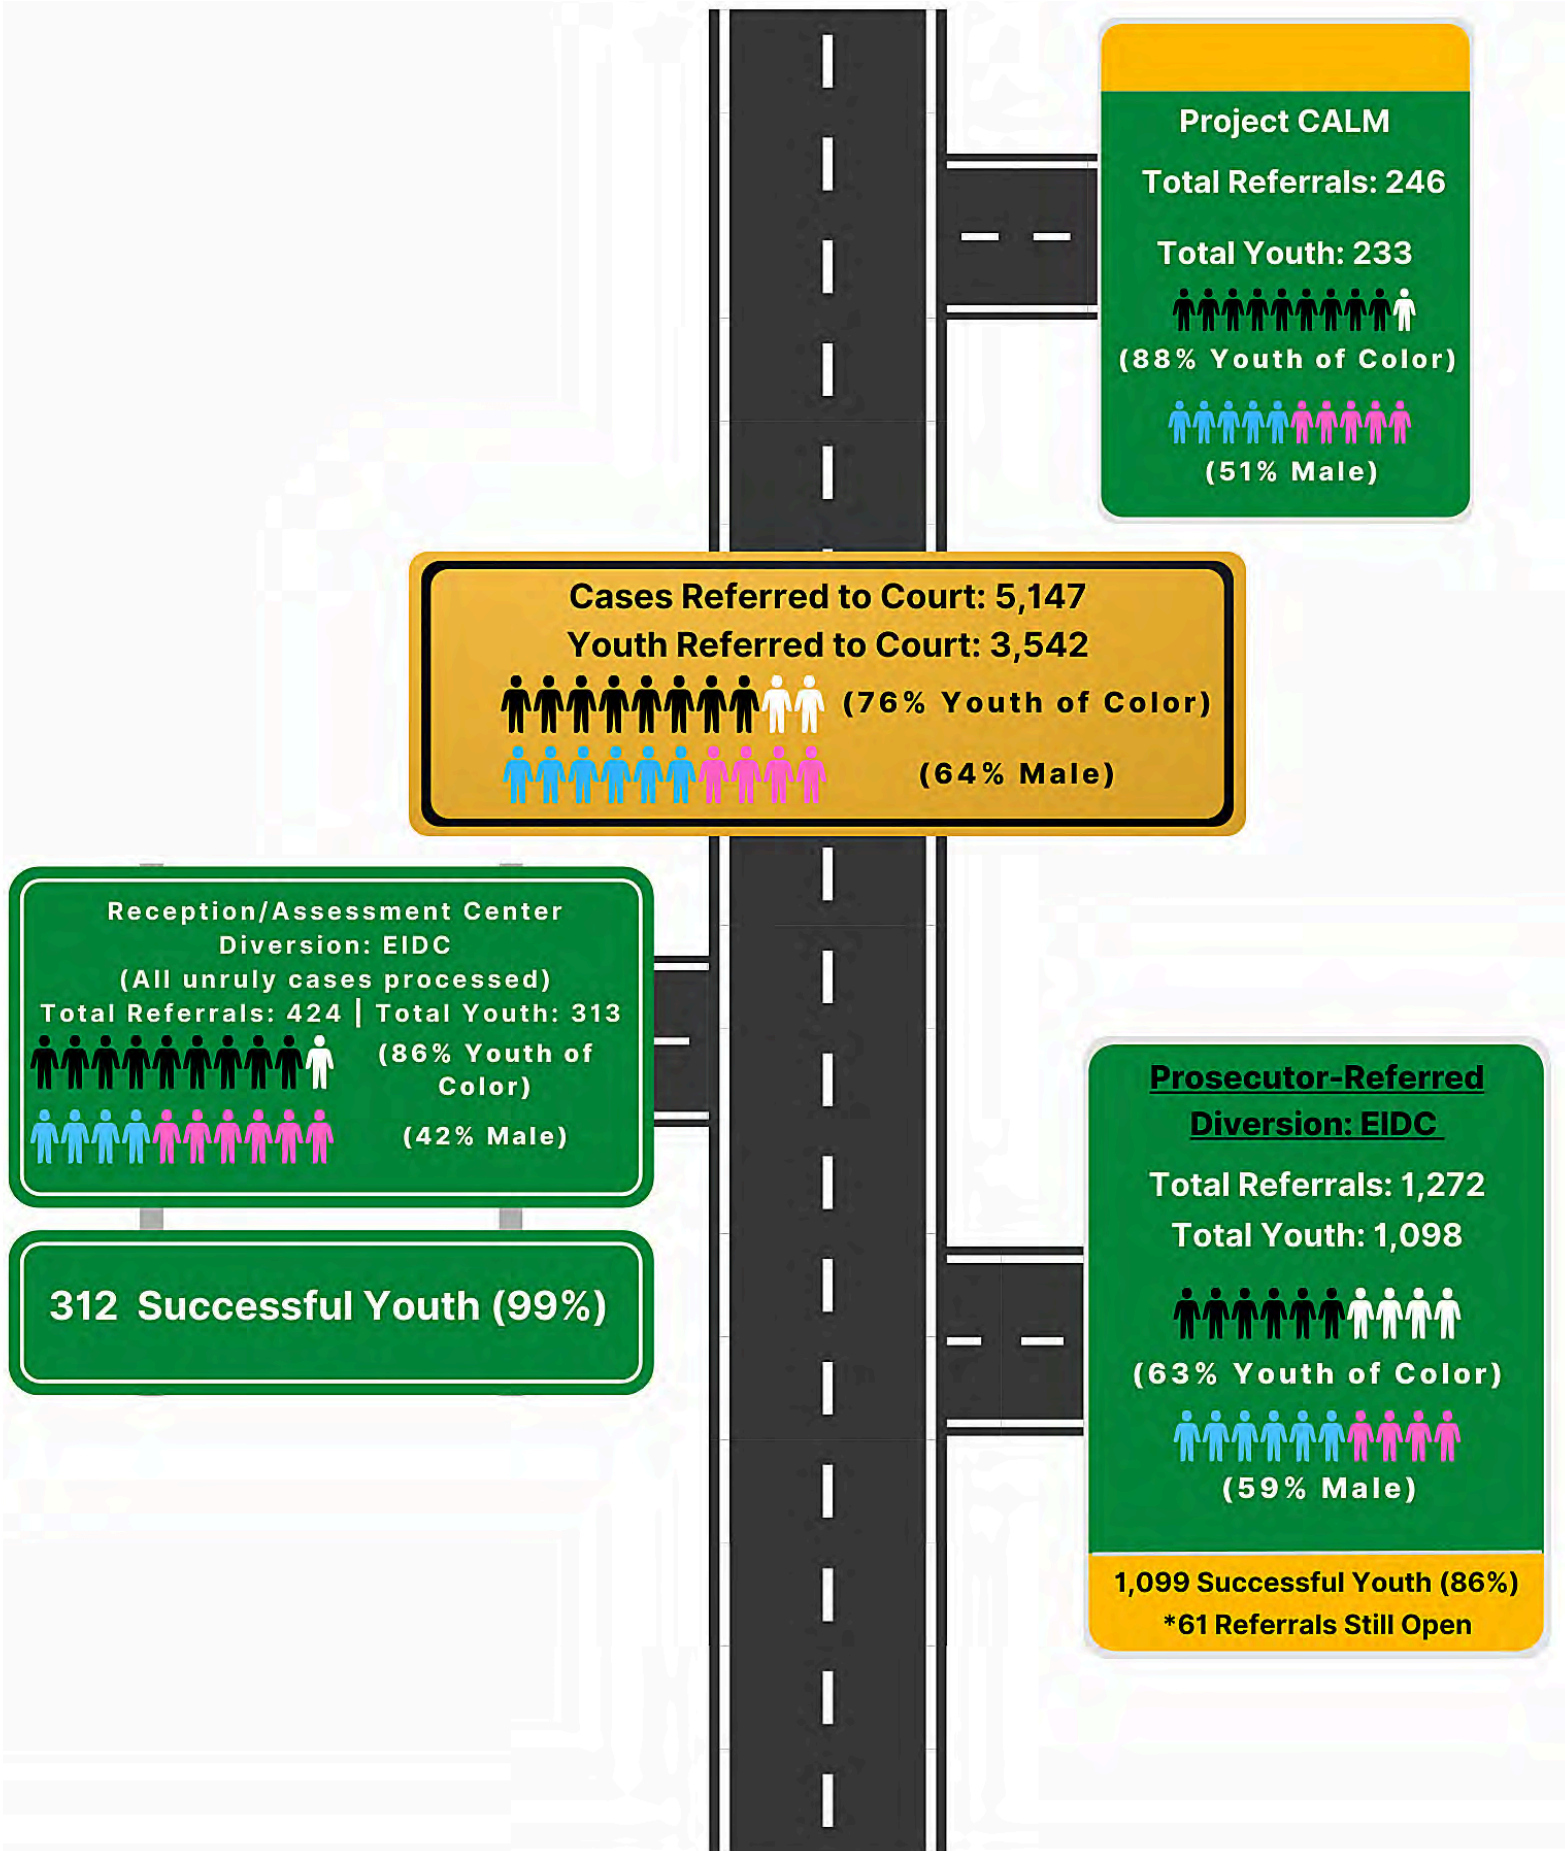 Project CALM
Total Referrals: 246
Total Youth: 233
(88% Youth of Color)
(51% Male)
Cases Referred to Court: 5,147
Youth Referred to Court: 3,542
(76% Youth of Color)
(64% Male)
Reception/Assessment Center
Diversion: EIDC
(All unruly cases processed)
Total Referrals: 424 | Total Youth: 313
(86% Youth of
Color)
(42% Male)
312 Successful Youth (99%)
Prosecutor-Referred
Diversion: EIDC
Total Referrals: 1,272
Total Youth: 1,098
(63% Youth of Color)
(59% Male)
1,099 Successful Youth (86%)
*61 Referrals Still Open